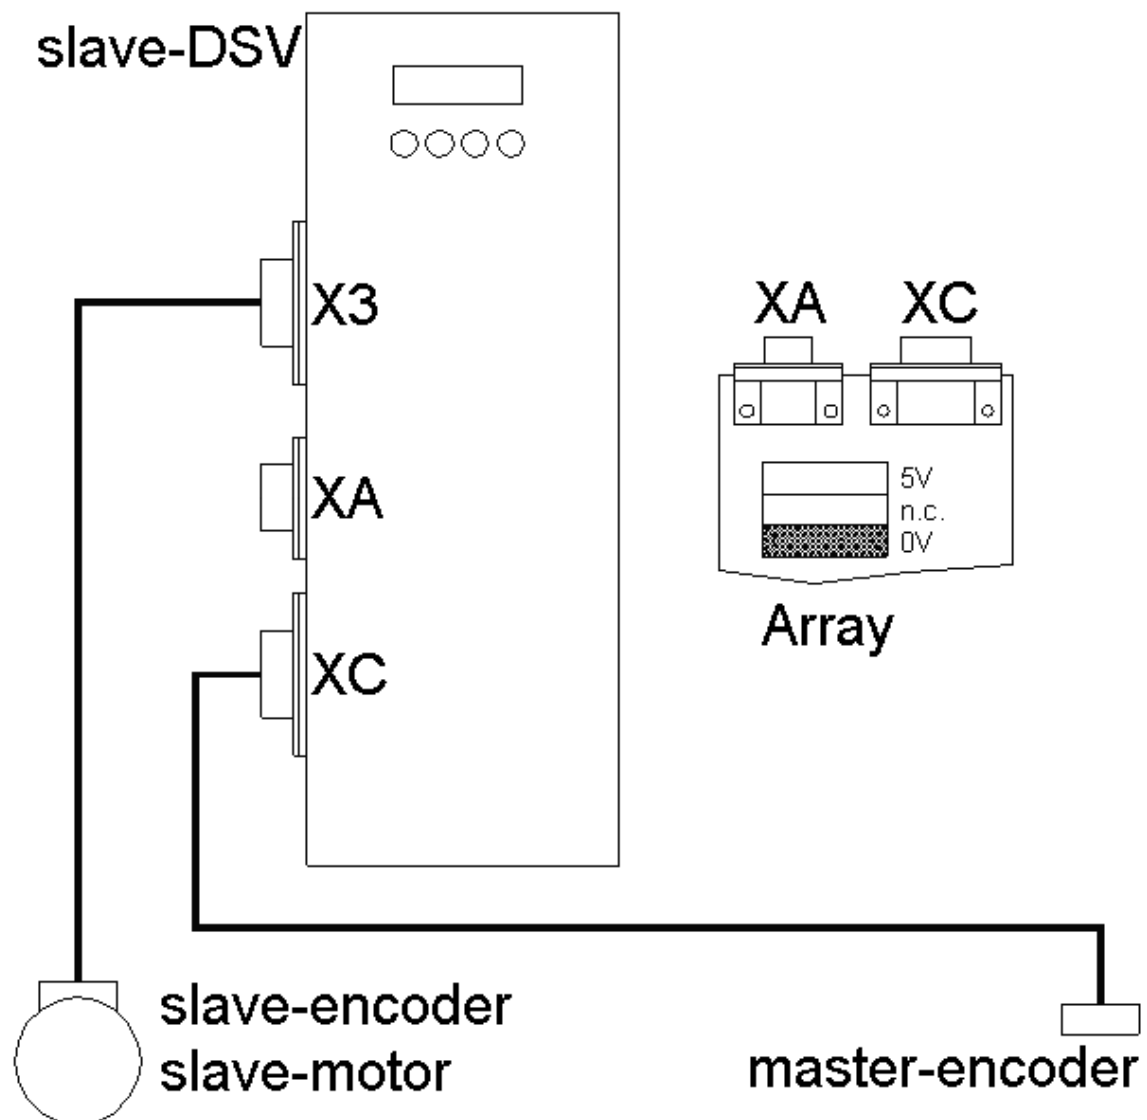 slave-DSV
X3
XA
XC
XA XC
5V
n.c.
0V
Array
slave-encoder
slave-motor
master-encoder